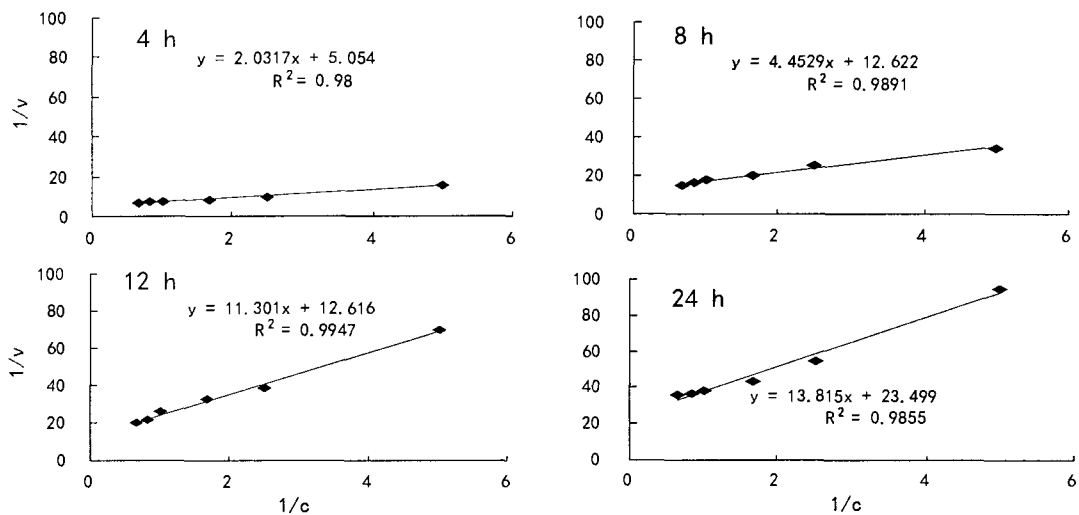 4 h
y = 2.0317x + 5.054
R² = 0.98
1/v
100
80
60
40
20
0
0 2 4 6
8 h
y = 4.4529x + 12.622
R² = 0.9891
100
80
60
40
20
0
0 2 4 6
12 h
y = 11.301x + 12.616
R² = 0.9947
1/v
100
80
60
40
20
0
0 2 4 6
1/c
24 h
y = 13.815x + 23.499
R² = 0.9855
100
80
60
40
20
0
0 2 4 6
1/c